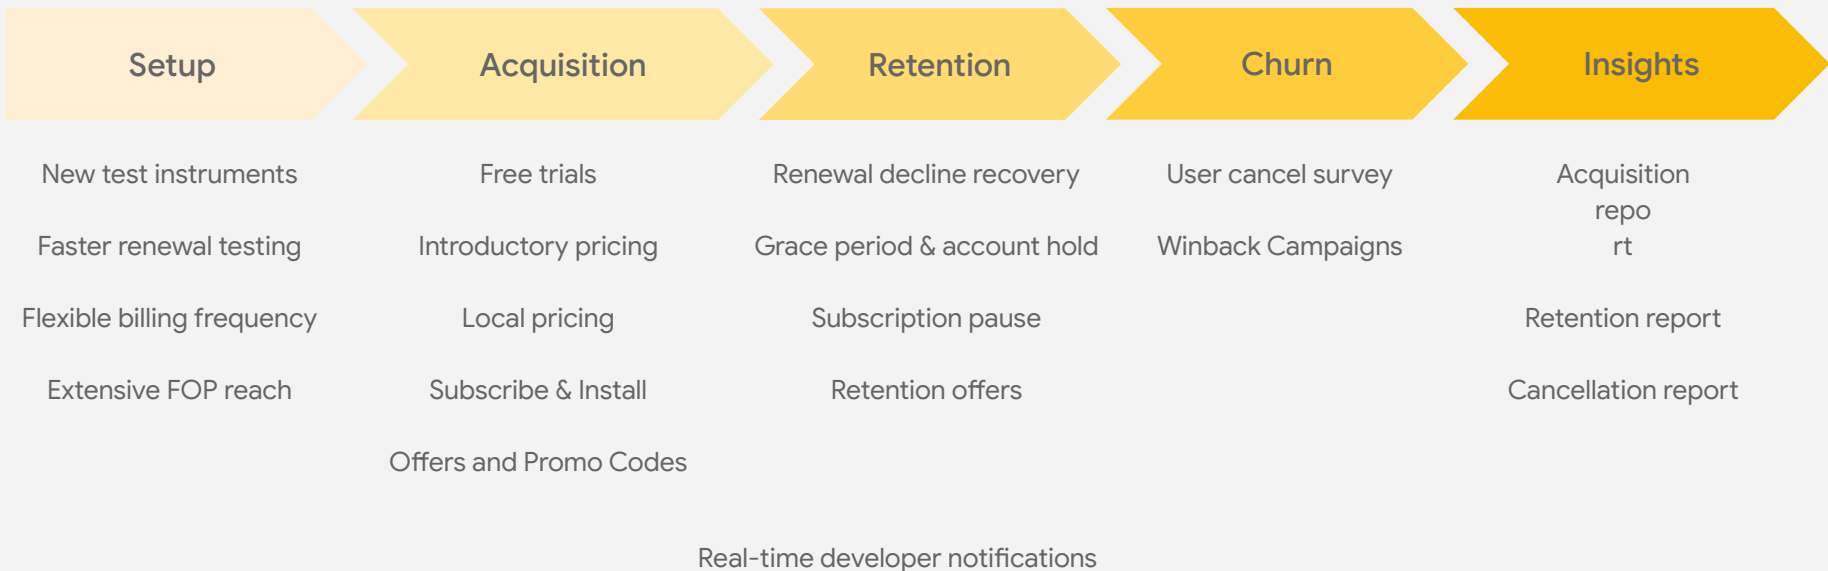 Setup
Acquisition
Retention
Churn
Insights
New test instruments
Faster renewal testing
Flexible billing frequency
Extensive FOP reach
Free trials
Introductory pricing
Local pricing
Subscribe & Install
Offers and Promo Codes
Renewal decline recovery
Grace period & account hold
Subscription pause
Retention offers
User cancel survey
Winback Campaigns
Acquisition
repo
rt
Retention report
Cancellation report
Real-time developer notifications